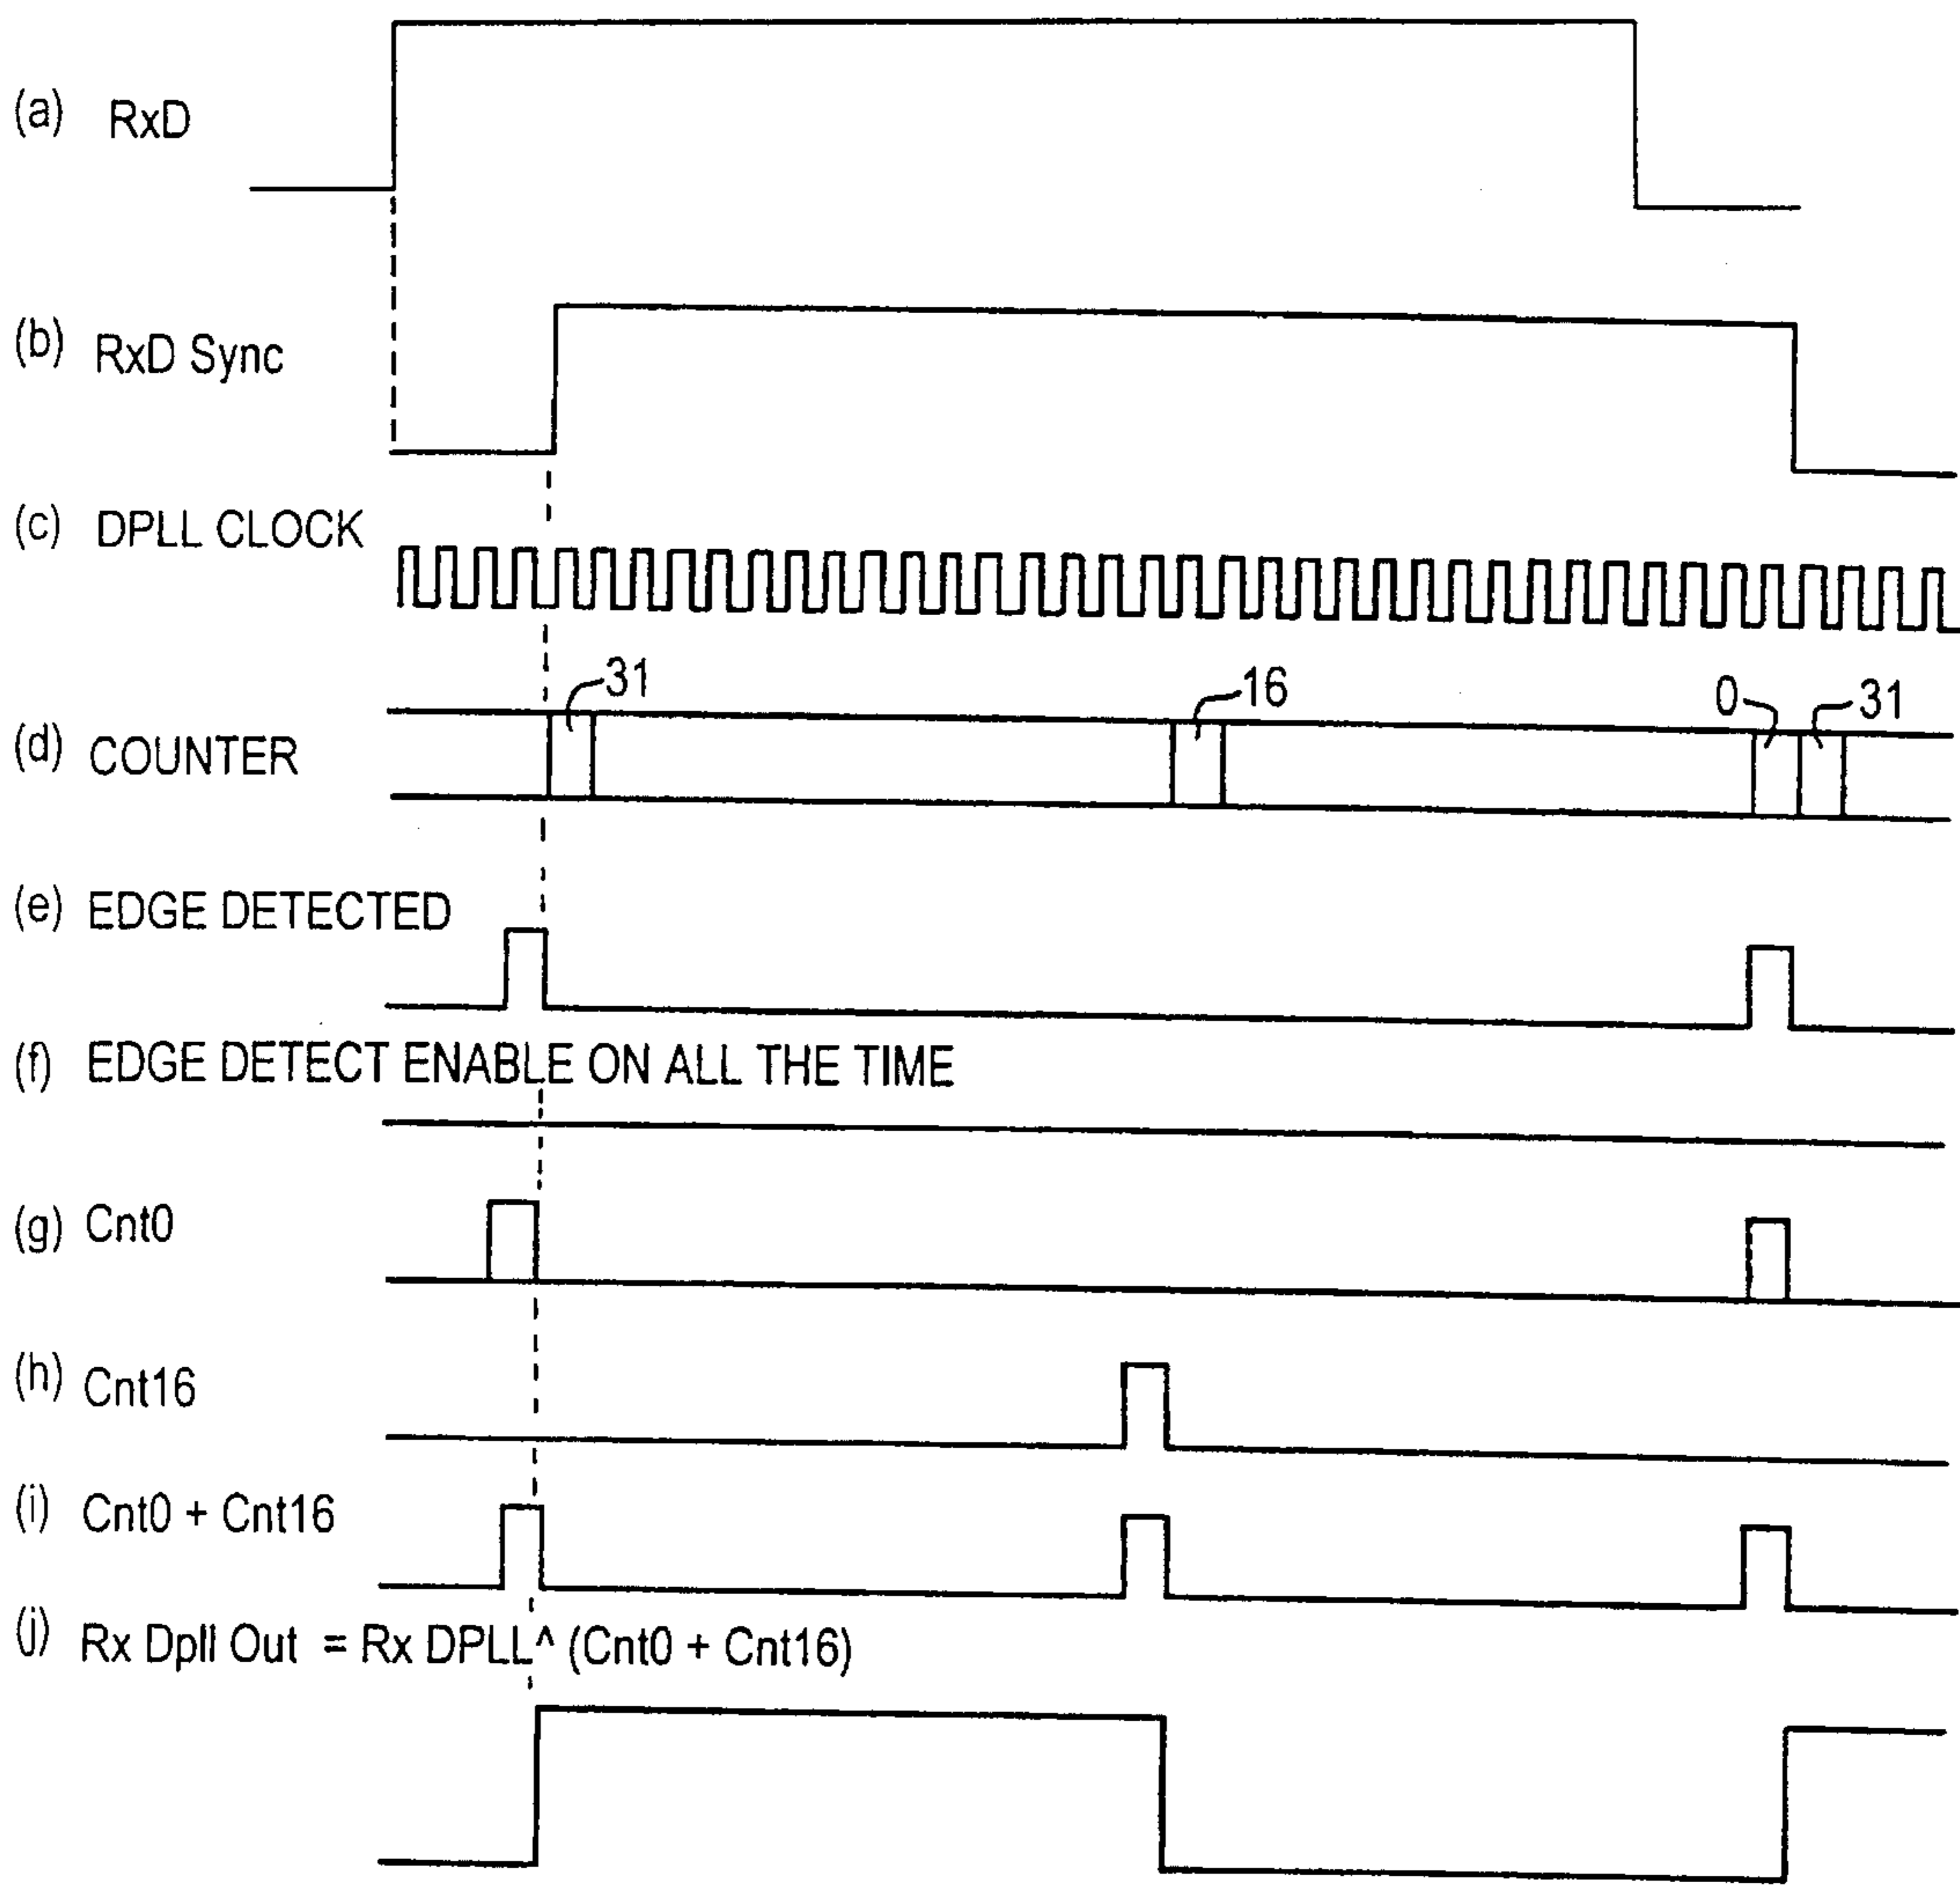 (a) RxD
(b) RxD Sync
(c) DPLL CLOCK
31
16
0
31
(d) COUNTER
(e) EDGE DETECTED
(f) EDGE DETECT ENABLE ON ALL THE TIME
(g) Cnt0
(h) Cnt16
(i) Cnt0 + Cnt16
(j) Rx Dpll Out = Rx DPLL^ (Cnt0 + Cnt16)